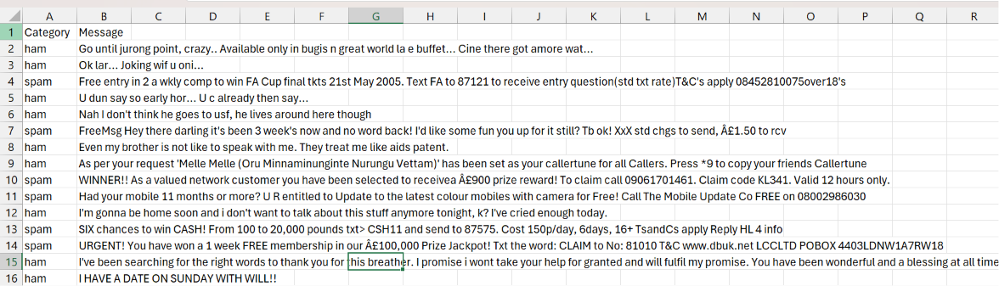 A B C D E F G H I J K L M N O P Q R
1 Category Message
2 ham Go until jurong point, crazy.. Available only in bugis n great world la e buffet... Cine there got amore wat...
3 ham Ok lar... Joking wif u oni...
4 spam Free entry in 2 a wkly comp to win FA Cup final tkts 21st May 2005. Text FA to 87121 to receive entry question(std txt rate)T&C's apply 08452810075over18's
5 ham U dun say so early hor... U c already then say...
6 ham Nah I don't think he goes to usf, he lives around here though
7 spam FreeMsg Hey there darling it's been 3 week's now and no word back! I'd like some fun you up for it still? Tb ok! XxX std chgs to send, Â£1.50 to rcv
8 ham Even my brother is not like to speak with me. They treat me like aids patent.
9 ham As per your request 'Melle Melle (Oru Minnaminunginte Nurungu Vettam)' has been set as your callertune for all Callers. Press *9 to copy your friends Callertune
10 spam WINNER!! As a valued network customer you have been selected to receivea Â£900 prize reward! To claim call 09061701461. Claim code KL341. Valid 12 hours only.
11 spam Had your mobile 11 months or more? U R entitled to Update to the latest colour mobiles with camera for Free! Call The Mobile Update Co FREE on 08002986030
12 ham I'm gonna be home soon and i don't want to talk about this stuff anymore tonight, k? I've cried enough today.
13 spam SIX chances to win CASH! From 100 to 20,000 pounds txt> CSH11 and send to 87575. Cost 150p/day, 6days, 16+ TsandCs apply Reply HL 4 info
14 spam URGENT! You have won a 1 week FREE membership in our Â£100,000 Prize Jackpot! Txt the word: CLAIM to No: 81010 T&C www.dbuk.net LCCLTD POBOX 4403LDNW1A7RW18
15 ham I've been searching for the right words to thank you for this breather. I promise i wont take your help for granted and will fulfil my promise. You have been wonderful and a blessing at all time
16 ham I HAVE A DATE ON SUNDAY WITH WILL!!